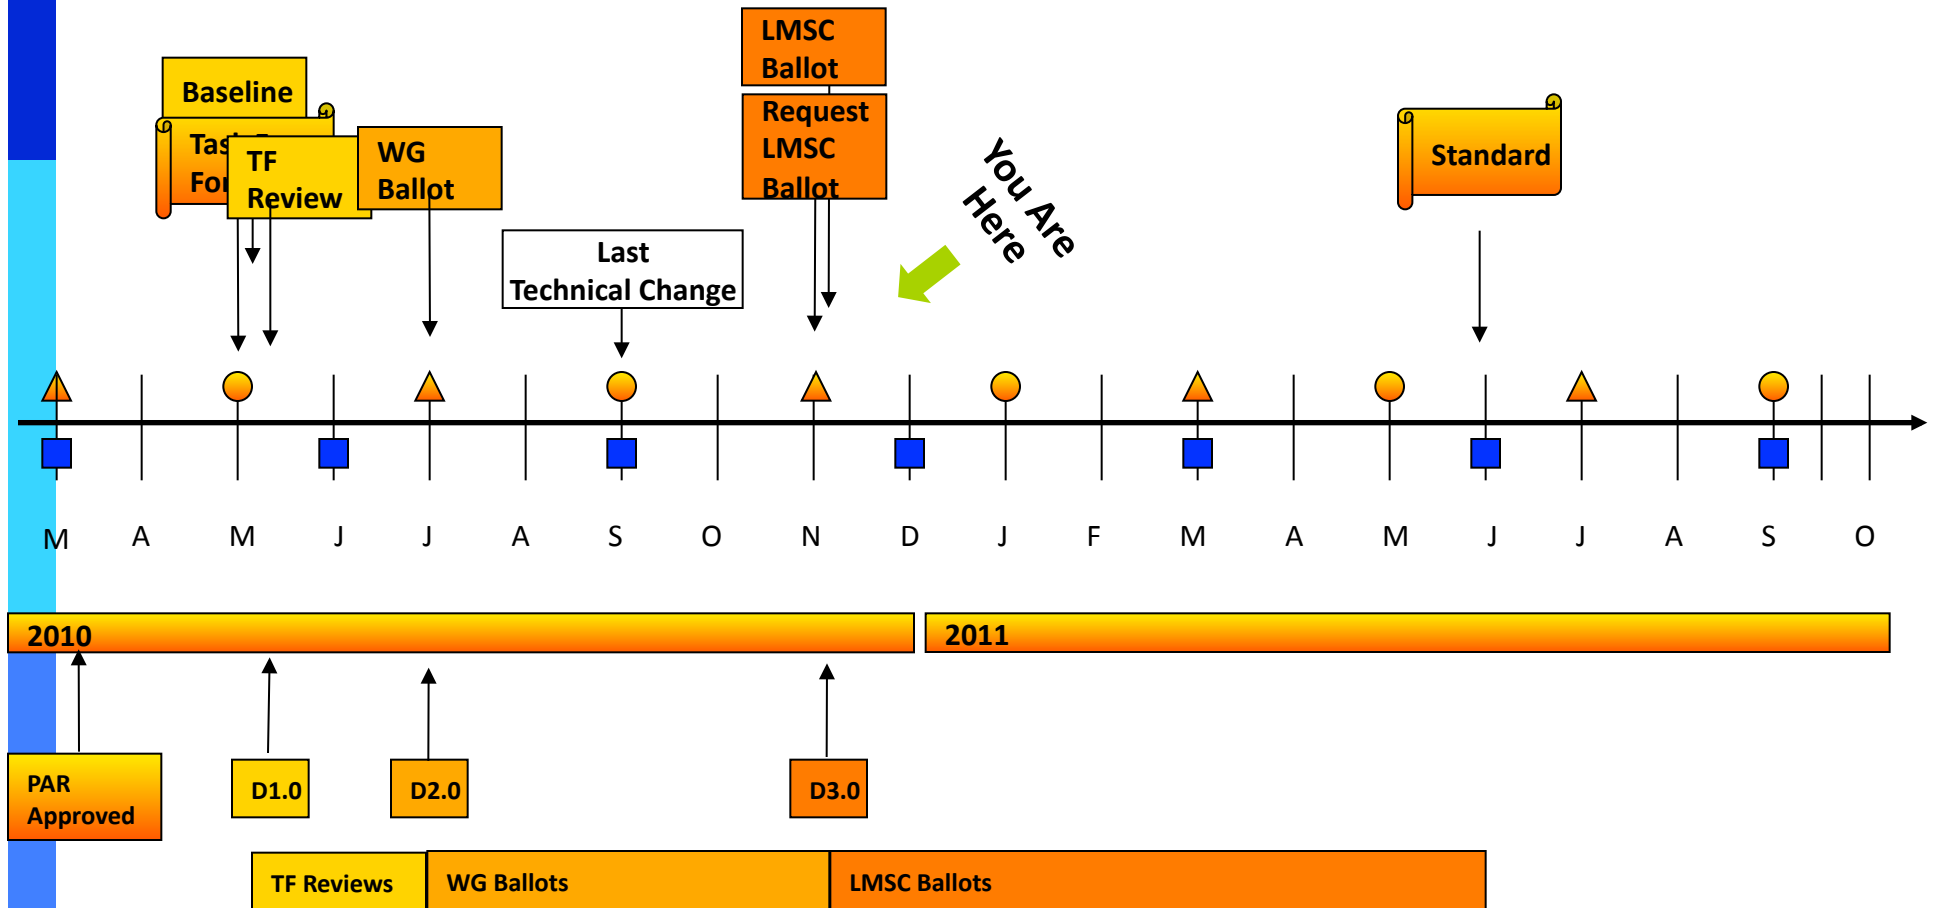 LMSC
Ballot
Baseline
Request
LMSC
Ballot
TF
Review
WG
Ballot
Standard
You Are
Here
Last
Technical Change
M A M J J A S O N D J F M A M J J A S O
2010
2011
PAR
Approved
D1.0
D2.0
D3.0
TF Reviews
WG Ballots
LMSC Ballots